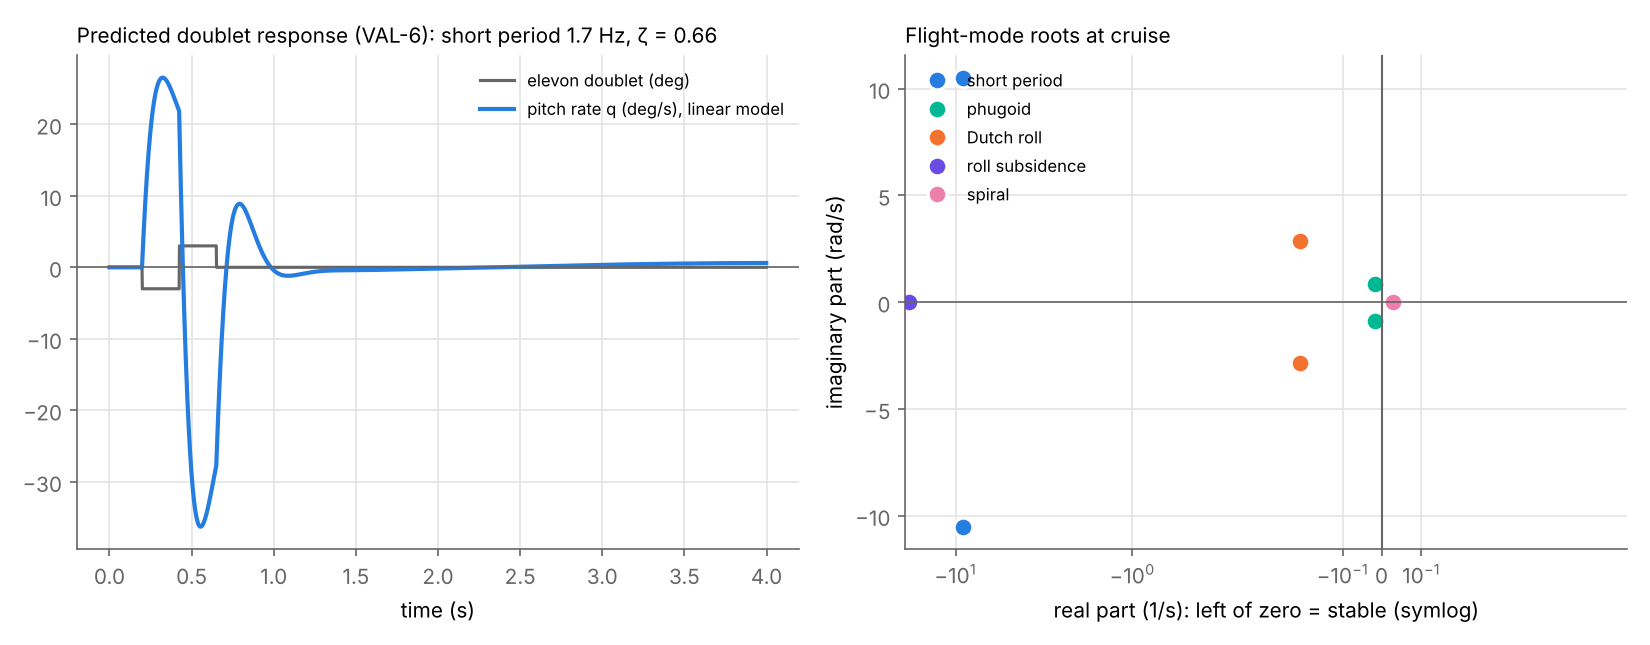 Predicted doublet response (VAL-6): short period 1.7 Hz, ζ = 0.66
elevon doublet (deg)
pitch rate q (deg/s), linear model
20
10
0
−10
−20
−30
0.0 0.5 1.0 1.5 2.0 2.5 3.0 3.5 4.0
time (s)
Flight-mode roots at cruise
short period
phugoid
Dutch roll
roll subsidence
spiral
imaginary part (rad/s)
10
5
0
−5
−10
−10¹ −10⁰ −10⁻¹ 0 10⁻¹
real part (1/s): left of zero = stable (symlog)